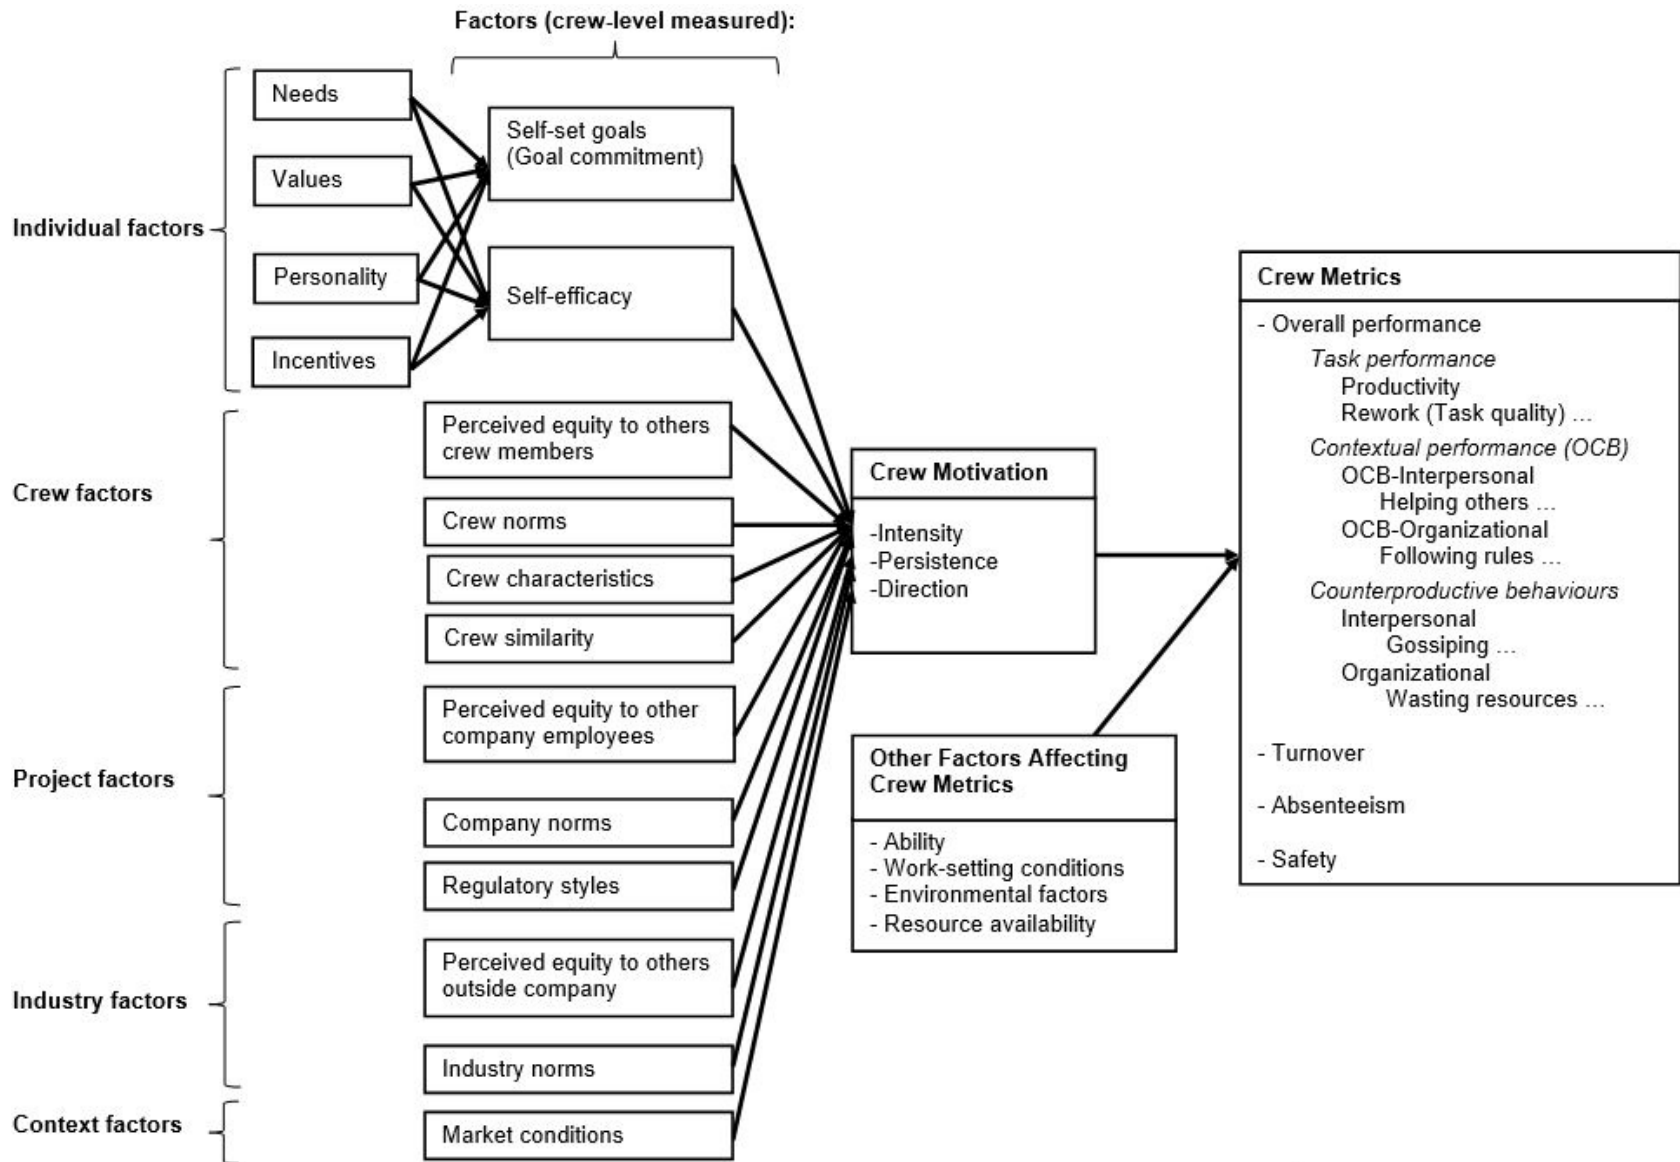 Factors (crew-level measured):
Individual factors
Needs
Values
Personality
Incentives
Self-set goals
(Goal commitment)
Self-efficacy
Crew factors
Perceived equity to others
crew members
Crew norms
Crew characteristics
Crew similarity
Project factors
Perceived equity to other
company employees
Company norms
Regulatory styles
Industry factors
Perceived equity to others
outside company
Industry norms
Context factors
Market conditions
Crew Motivation
-Intensity
-Persistence
-Direction
Other Factors Affecting
Crew Metrics
- Ability
- Work-setting conditions
- Environmental factors
- Resource availability
Crew Metrics
- Overall performance
Task performance
Productivity
Rework (Task quality) ...
Contextual performance (OCB)
OCB-Interpersonal
Helping others ...
OCB-Organizational
Following rules ...
Counterproductive behaviours
Interpersonal
Gossiping ...
Organizational
Wasting resources ...
- Turnover
- Absenteeism
- Safety